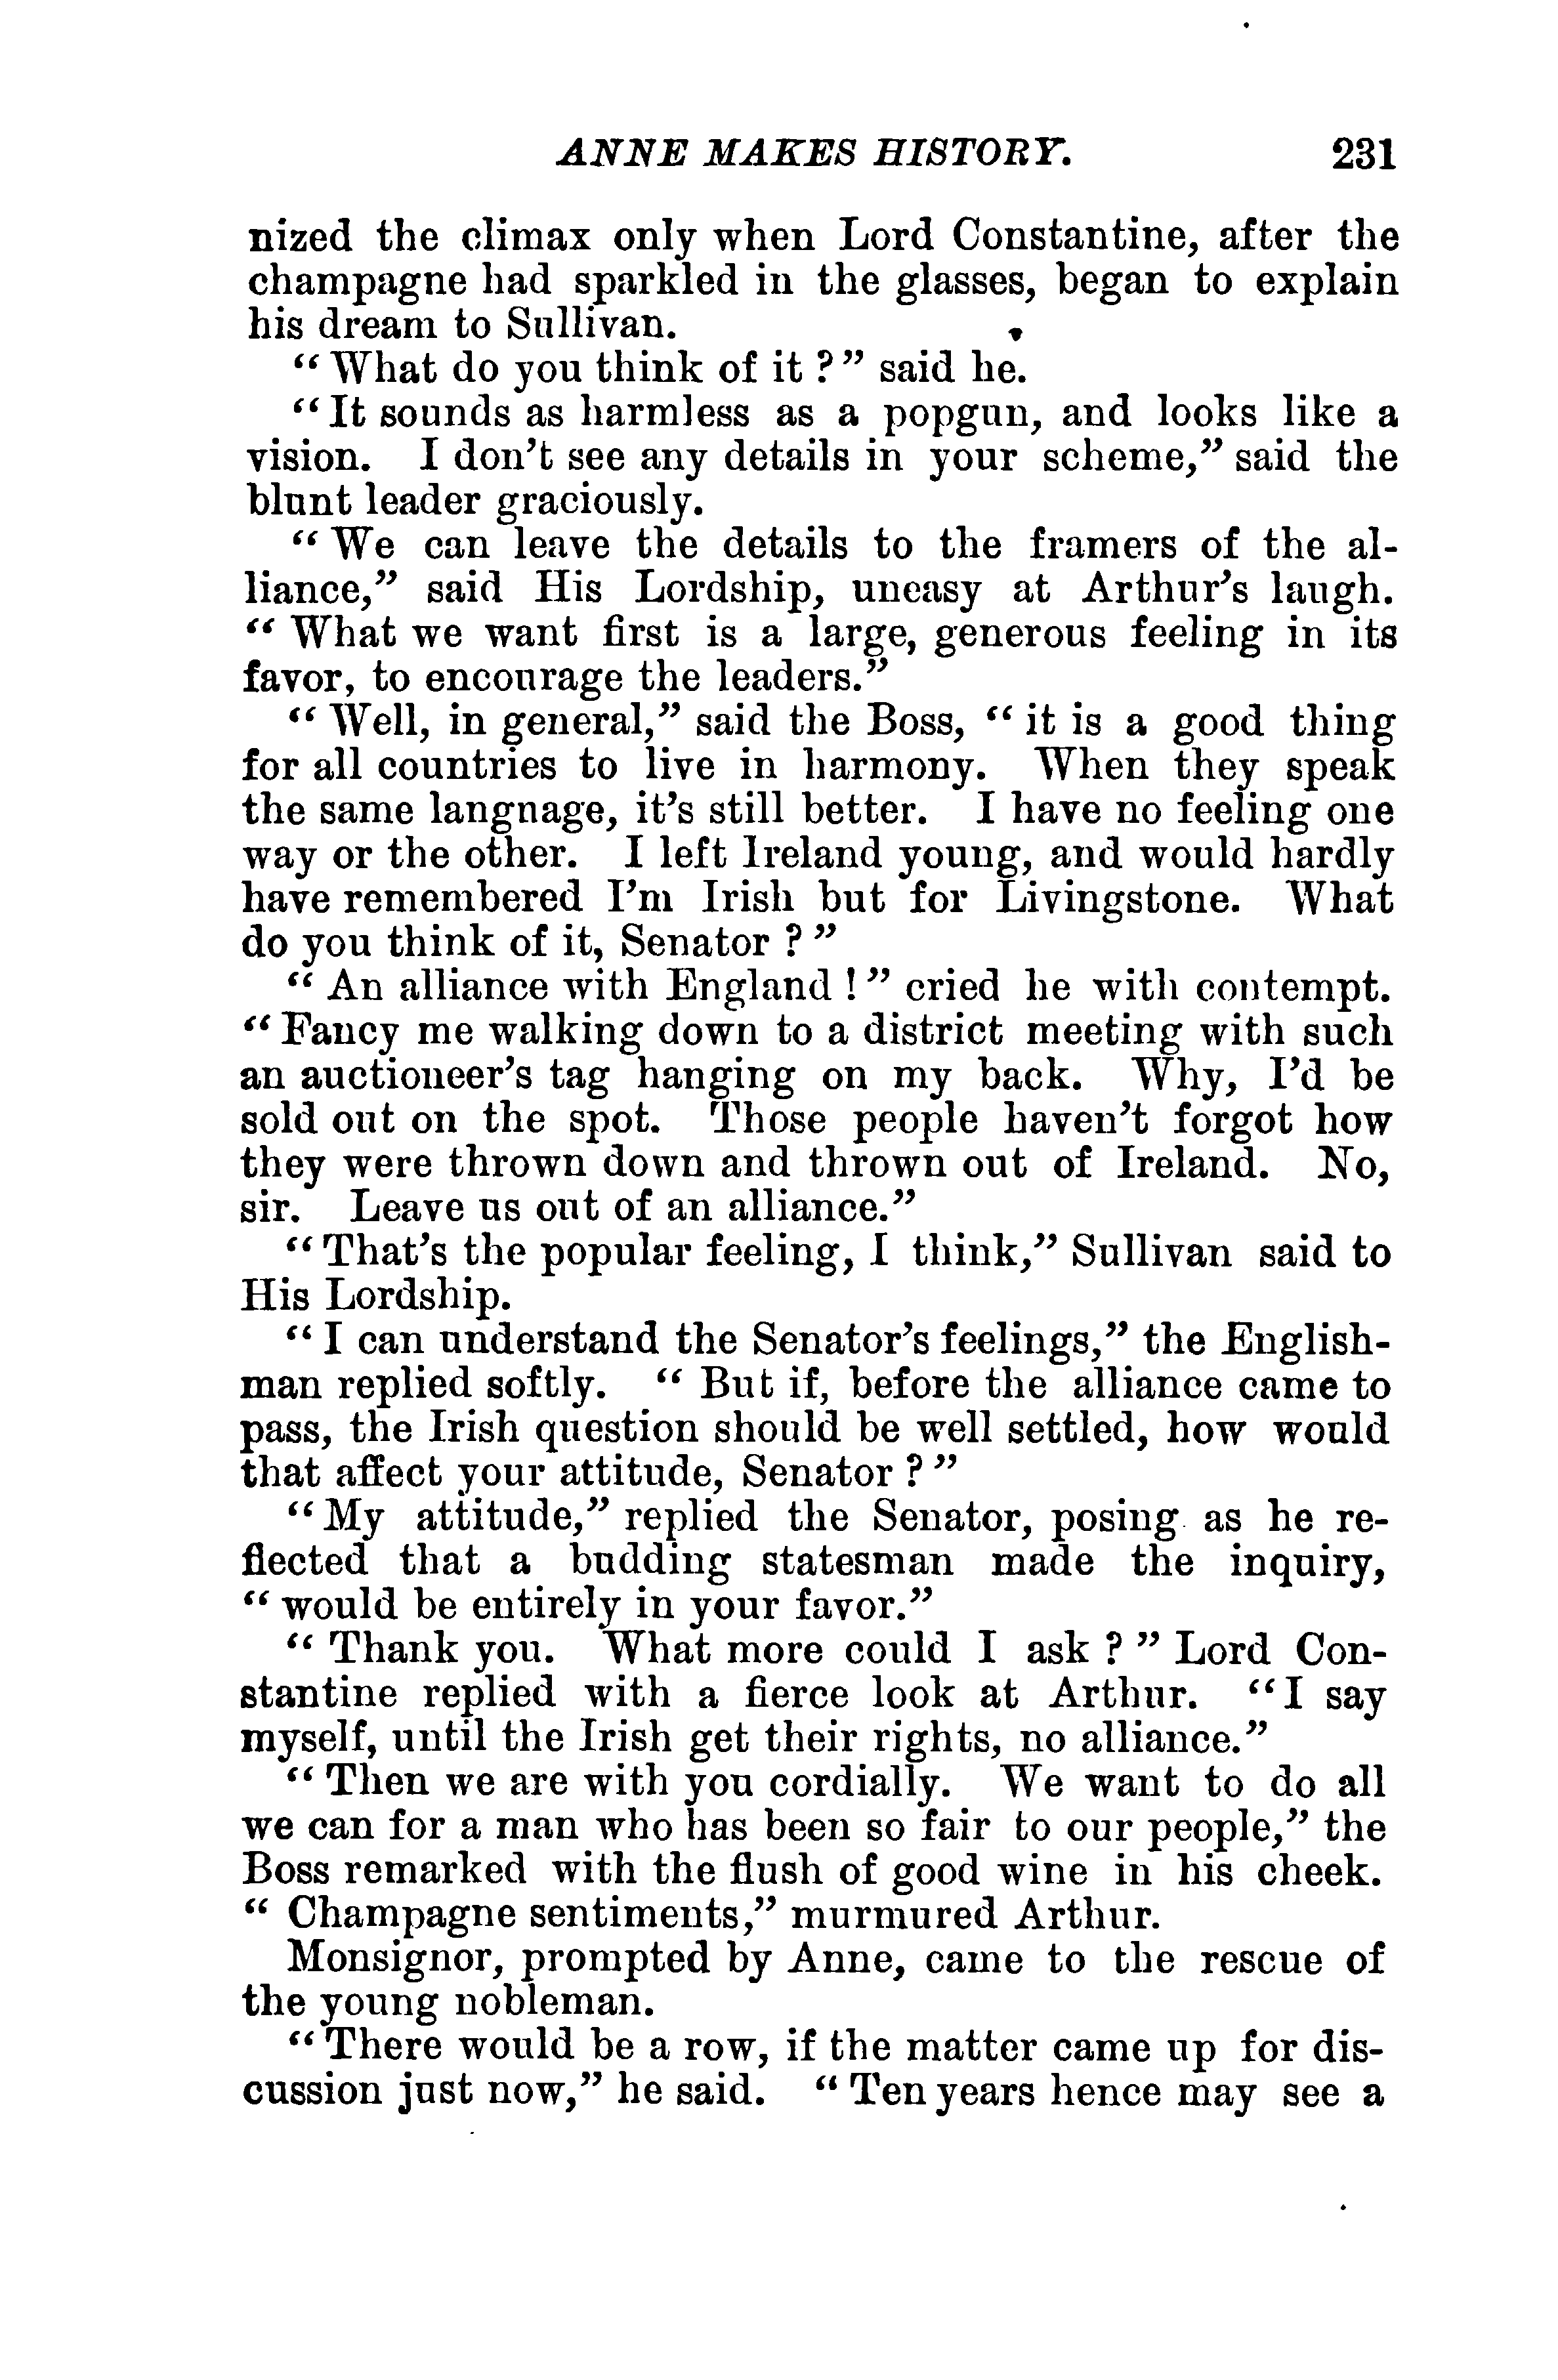 ANNE MAKES HISTORY. 231
nized the climax only when Lord Constantine, after the
champagne had sparkled in the glasses, began to explain
his dream to Sullivan.
“ What do you think of it ? ” said he.
“ It sounds as harmless as a popgun, and looks like a
vision. I don’t see any details in your scheme,” said the
blunt leader graciously.
“ We can leave the details to the framers of the al-
liance,” said His Lordship, uneasy at Arthur’s laugh.
“ What we want first is a large, generous feeling in its
favor, to encourage the leaders.”
“ Well, in general,” said the Boss, “ it is a good thing
for all countries to live in harmony. When they speak
the same language, it’s still better. I have no feeling one
way or the other. I left Ireland young, and would hardly
have remembered I’m Irish but for Livingstone. What
do you think of it, Senator ? ”
“ An alliance with England ! ” cried he with contempt.
“ Fancy me walking down to a district meeting with such
an auctioneer’s tag hanging on my back. Why, I’d be
sold out on the spot. Those people haven’t forgot how
they were thrown down and thrown out of Ireland. No,
sir. Leave us out of an alliance.”
“ That’s the popular feeling, I think,” Sullivan said to
His Lordship.
“ I can understand the Senator’s feelings,” the English-
man replied softly. “ But if, before the alliance came to
pass, the Irish question should be well settled, how would
that affect your attitude, Senator ? ”
“ My attitude,” replied the Senator, posing as he re-
flected that a budding statesman made the inquiry,
“ would be entirely in your favor.”
“ Thank you. What more could I ask ? ” Lord Con-
stantine replied with a fierce look at Arthur. “ I say
myself, until the Irish get their rights, no alliance.”
“ Then we are with you cordially. We want to do all
we can for a man who has been so fair to our people,” the
Boss remarked with the flush of good wine in his cheek.
“ Champagne sentiments,” murmured Arthur.
Monsignor, prompted by Anne, came to the rescue of
the young nobleman.
“ There would be a row, if the matter came up for dis-
cussion just now,” he said. “ Ten years hence may see a